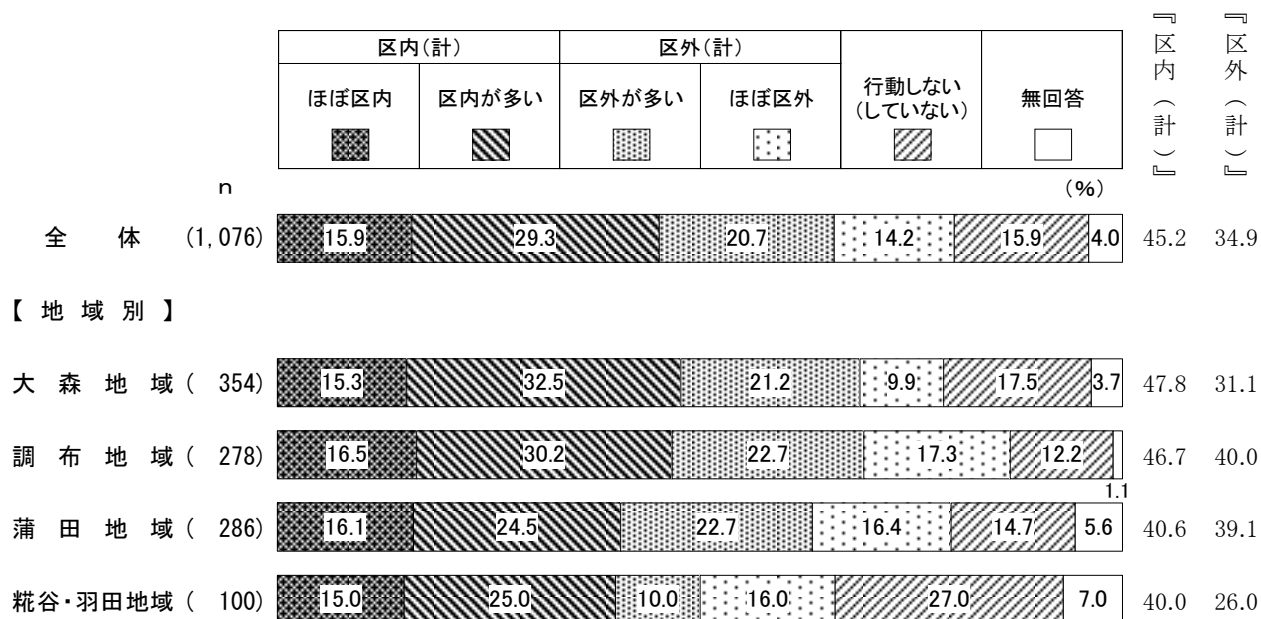 区内(計) 区外(計) 『区内(計)』 『区外(計)』
ほぼ区内 区内が多い 区外が多い ほぼ区外 行動しない(していない) 無回答
n (%)
全体 (1,076) 15.9 29.3 20.7 14.2 15.9 4.0 45.2 34.9
【地域別】
大森地域( 354) 15.3 32.5 21.2 9.9 17.5 3.7 47.8 31.1
調布地域( 278) 16.5 30.2 22.7 17.3 12.2 1.1 46.7 40.0
蒲田地域( 286) 16.1 24.5 22.7 16.4 14.7 5.6 40.6 39.1
糀谷・羽田地域( 100) 15.0 25.0 10.0 16.0 27.0 7.0 40.0 26.0